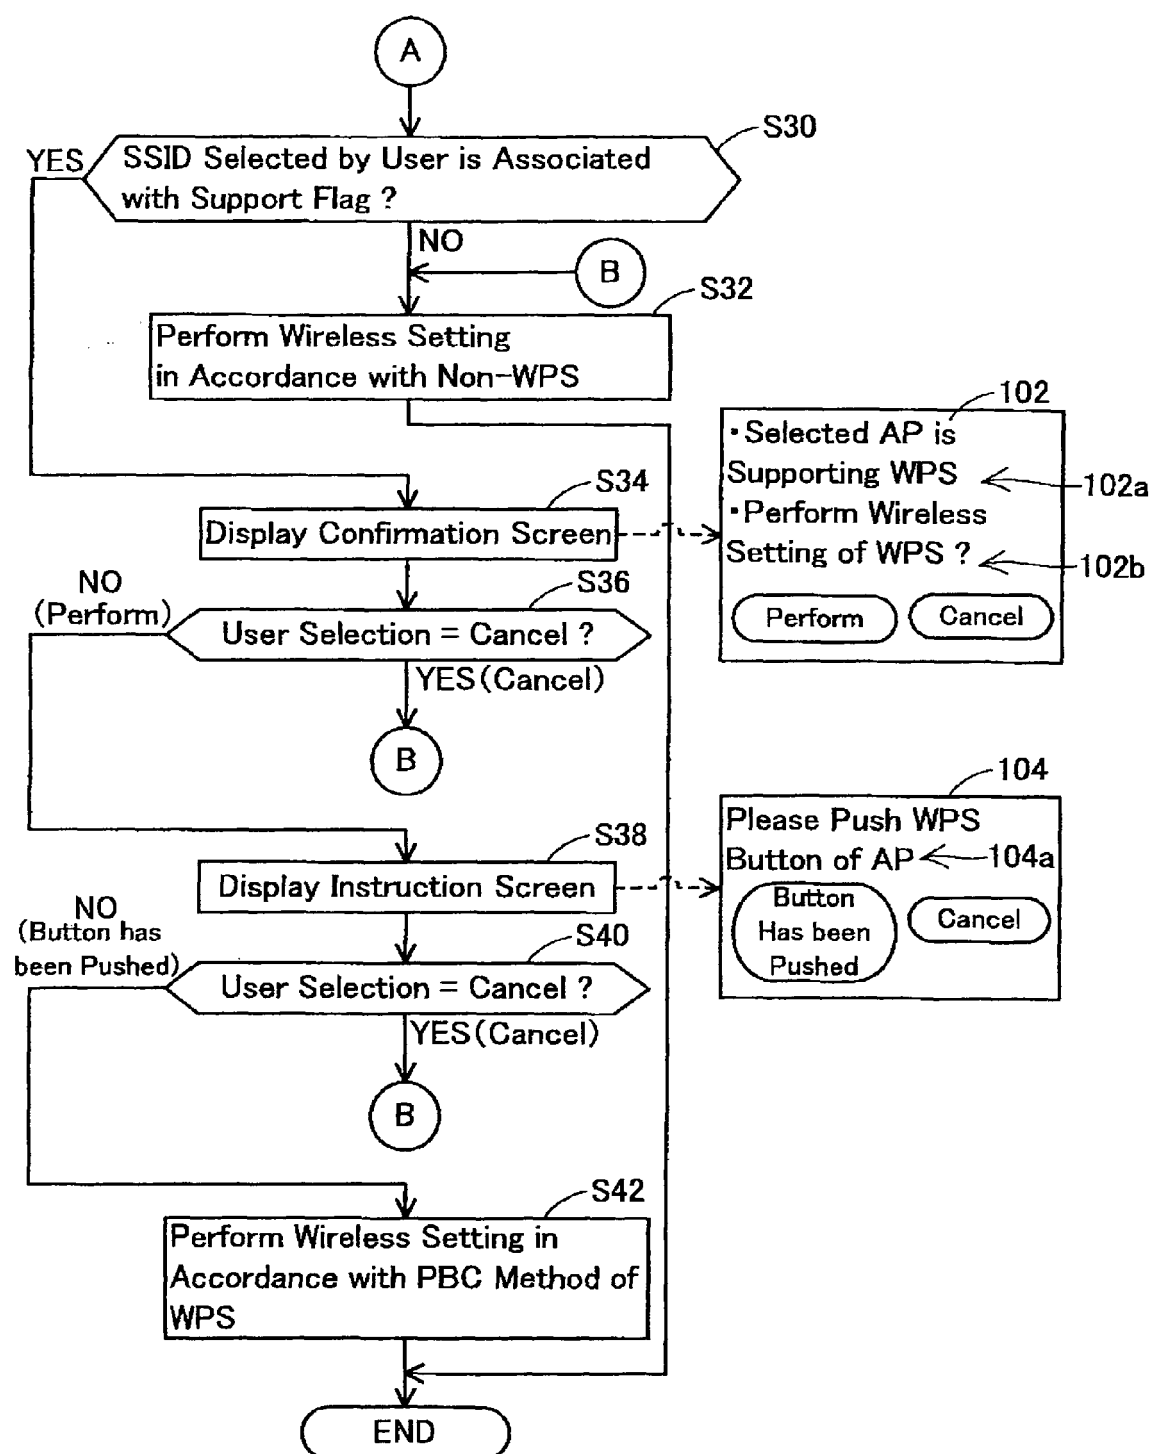 A
S30
YES
SSID Selected by User is Associated
with Support Flag ?
NO
B
S32
Perform Wireless Setting
in Accordance with Non-WPS
102
・Selected AP is
Supporting WPS
102a
・Perform Wireless
Setting of WPS ?
102b
Perform
Cancel
S34
Display Confirmation Screen
S36
NO
(Perform)
User Selection = Cancel ?
YES(Cancel)
B
104
Please Push WPS
Button of AP
104a
Button
Has been
Pushed
Cancel
S38
Display Instruction Screen
S40
NO
(Button has
been Pushed)
User Selection = Cancel ?
YES(Cancel)
B
S42
Perform Wireless Setting in
Accordance with PBC Method of
WPS
END